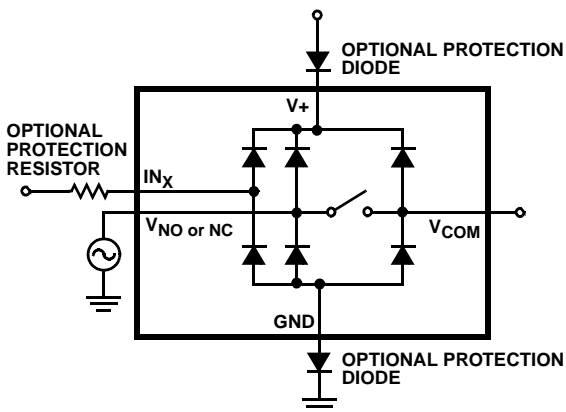 OPTIONAL PROTECTION
DIODE
V+
OPTIONAL
PROTECTION
RESISTOR
INX
VNO or NC
VCOM
GND
OPTIONAL PROTECTION
DIODE